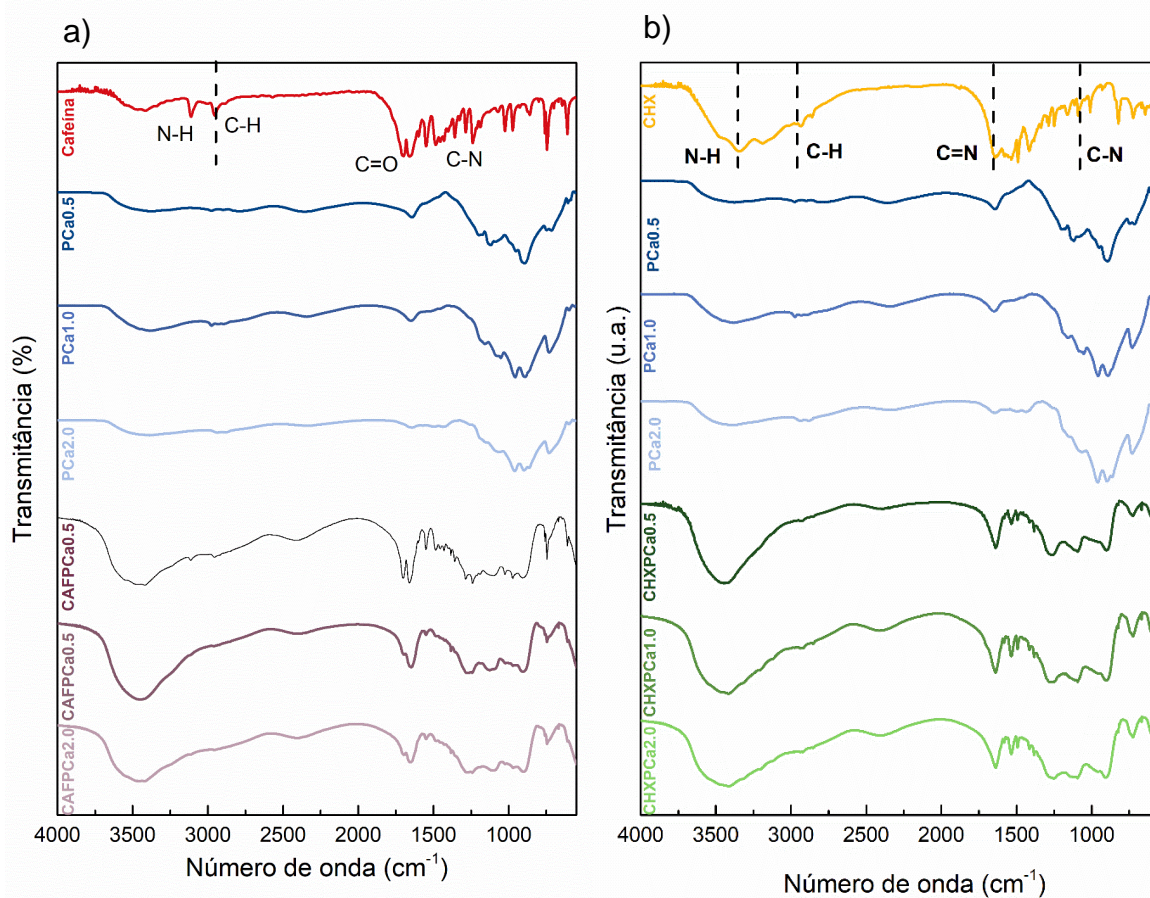 a)
Transmitância (%)
Cafeína
PCa0.5
PCa1.0
PCa2.0
CAFPCa0.5
CAFPCa0.5
CAFPCa2.0
N-H
C-H
C=O
C-N
4000 3500 3000 2500 2000 1500 1000
Número de onda (cm⁻¹)
b)
Transmitância (u.a.)
CHX
PCa0.5
PCa1.0
PCa2.0
CHXPCa0.5
CHXPCa1.0
CHXPCa2.0
N-H
C-H
C=N
C-N
4000 3500 3000 2500 2000 1500 1000
Número de onda (cm⁻¹)